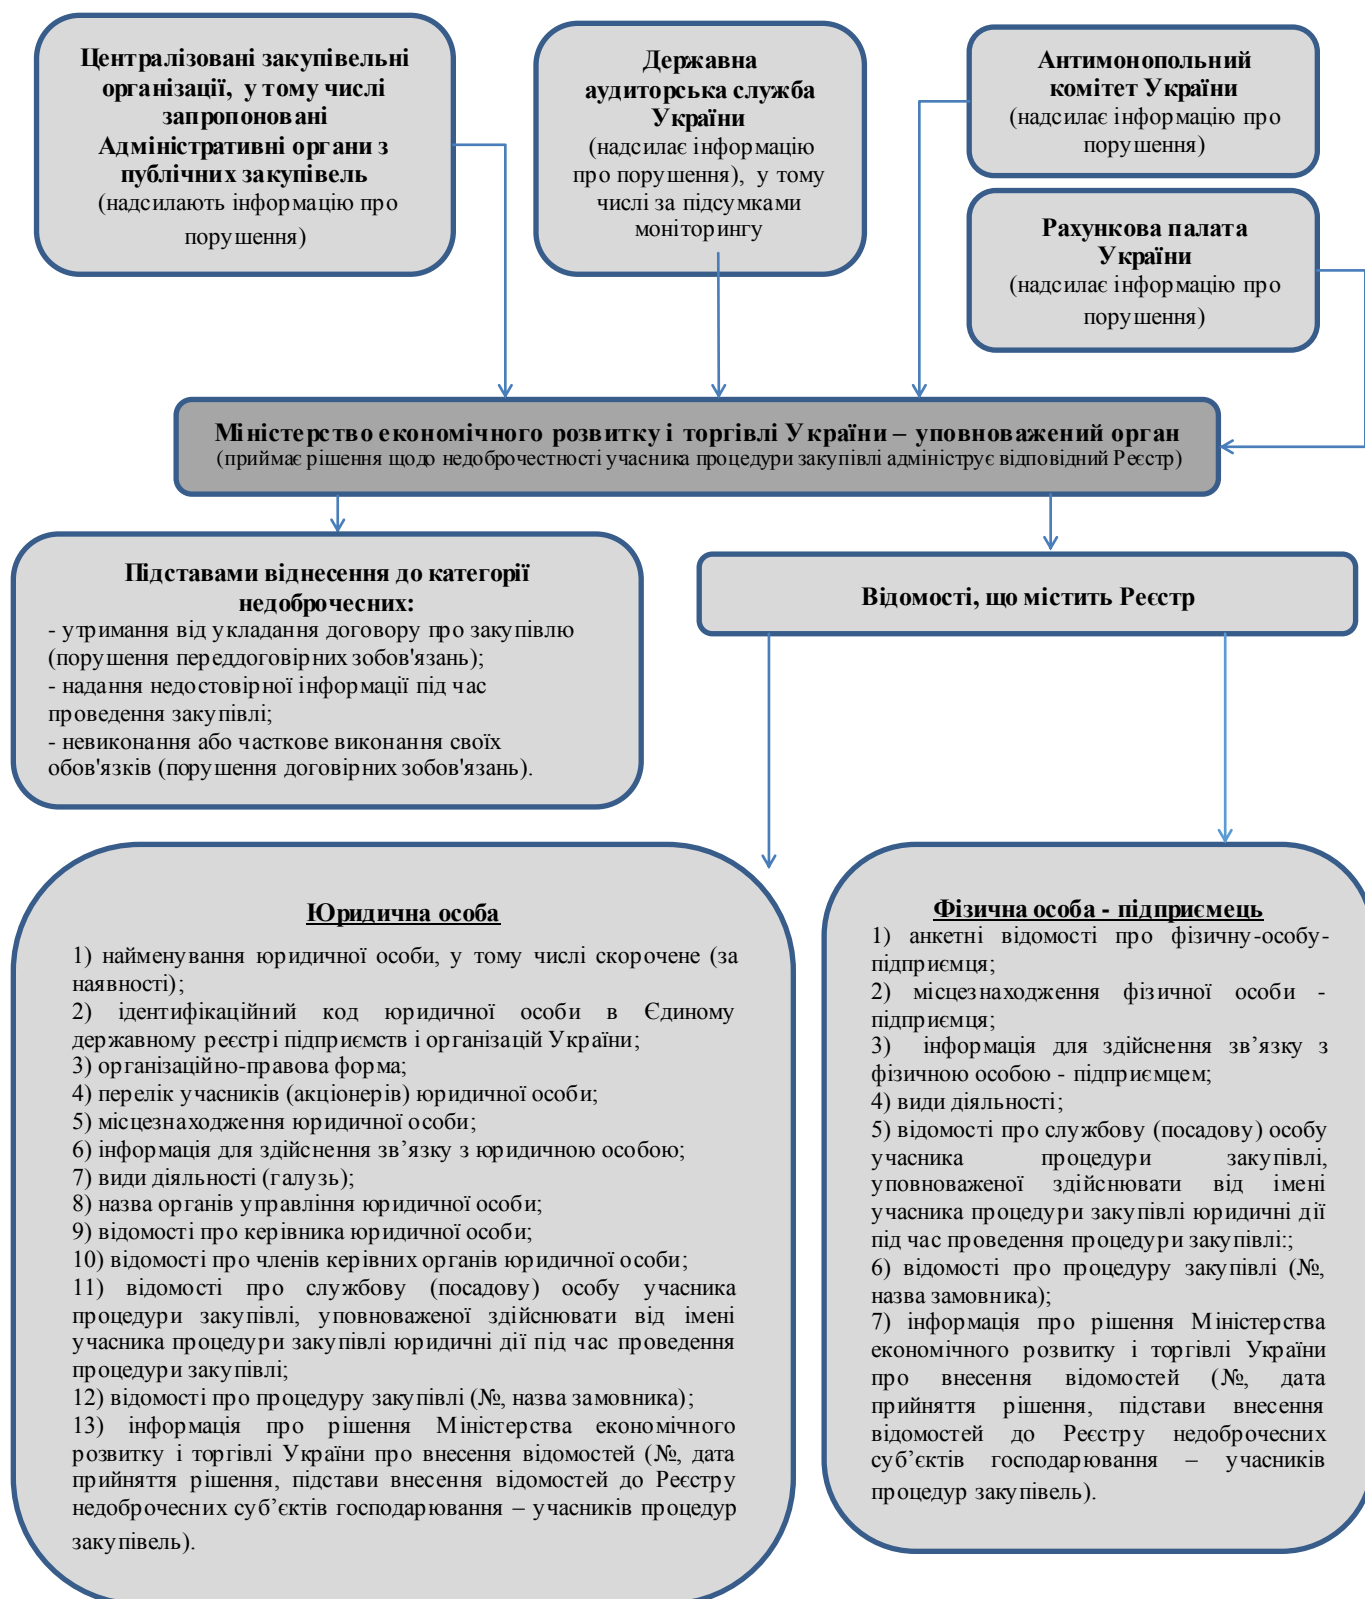 Централізовані закупівельні
організації, у тому числі
запропоновані
Адміністративні органи з
публічних закупівель
(надсилають інформацію про
порушення)
Державна
аудиторська служба
України
(надсилає інформацію
про порушення), у тому
числі за підсумками
моніторингу
Антимонопольний
комітет України
(надсилає інформацію про
порушення)
Рахункова палата
України
(надсилає інформацію про
порушення)
Міністерство економічного розвитку і торгівлі України – уповноважений орган
(приймає рішення щодо недоброчестності учасника процедури закупівлі адмініструє відповідний Реєстр)
Підставами віднесення до категорії
недоброчесних:
- утримання від укладання договору про закупівлю
(порушення переддоговірних зобов'язань);
- надання недостовірної інформації під час
проведення закупівлі;
- невиконання або часткове виконання своїх
обов'язків (порушення договірних зобов'язань).
Відомості, що містить Реєстр
Юридична особа
1) найменування юридичної особи, у тому числі скорочене (за
наявності);
2) ідентифікаційний код юридичної особи в Єдиному
державному реєстрі підприємств і організацій України;
3) організаційно-правова форма;
4) перелік учасників (акціонерів) юридичної особи;
5) місцезнаходження юридичної особи;
6) інформація для здійснення зв’язку з юридичною особою;
7) види діяльності (галузь);
8) назва органів управління юридичної особи;
9) відомості про керівника юридичної особи;
10) відомості про членів керівних органів юридичної особи;
11) відомості про службову (посадову) особу учасника
процедури закупівлі, уповноваженої здійснювати від імені
учасника процедури закупівлі юридичні дії під час проведення
процедури закупівлі;
12) відомості про процедуру закупівлі (№, назва замовника);
13) інформація про рішення Міністерства економічного
розвитку і торгівлі України про внесення відомостей (№, дата
прийняття рішення, підстави внесення відомостей до Реєстру
недоброчесних суб’єктів господарювання – учасників процедур
закупівель).
Фізична особа - підприємець
1) анкетні відомості про фізичну-особу-
підприємця;
2) місцезнаходження фізичної особи -
підприємця;
3) інформація для здійснення зв’язку з
фізичною особою - підприємцем;
4) види діяльності;
5) відомості про службову (посадову) особу
учасника процедури закупівлі,
уповноваженої здійснювати від імені
учасника процедури закупівлі юридичні дії
під час проведення процедури закупівлі:;
6) відомості про процедуру закупівлі (№,
назва замовника);
7) інформація про рішення Міністерства
економічного розвитку і торгівлі України
про внесення відомостей (№, дата
прийняття рішення, підстави внесення
відомостей до Реєстру недоброчесних
суб’єктів господарювання – учасників
процедур закупівель).